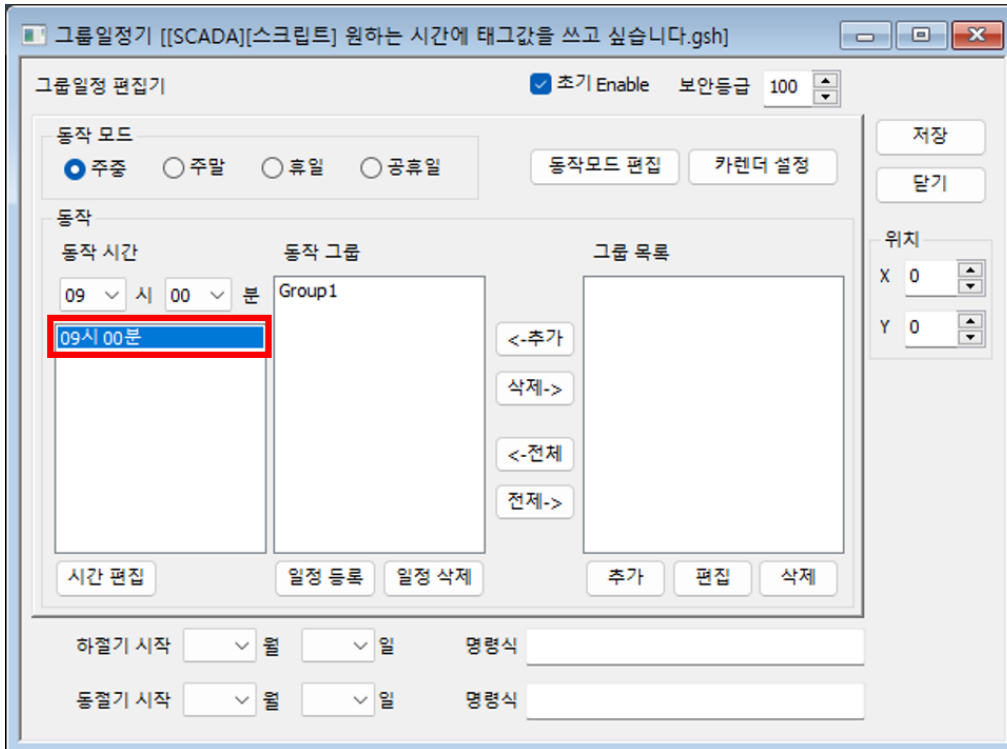 그룹일정기 [[SCADA][스크립트] 원하는 시간에 태그값을 쓰고 싶습니다.gsh]
그룹일정 편집기
초기 Enable 보안등급 100
저장
닫기
동작 모드
주중 주말 휴일 공휴일
동작모드 편집 카렌더 설정
위치
X 0
Y 0
동작
동작 시간 동작 그룹 그룹 목록
09 시 00 분
Group1
09시 00분
<-추가
삭제->
<-전체
전제->
시간 편집 일정 등록 일정 삭제 추가 편집 삭제
하절기 시작 월 일 명령식
동절기 시작 월 일 명령식